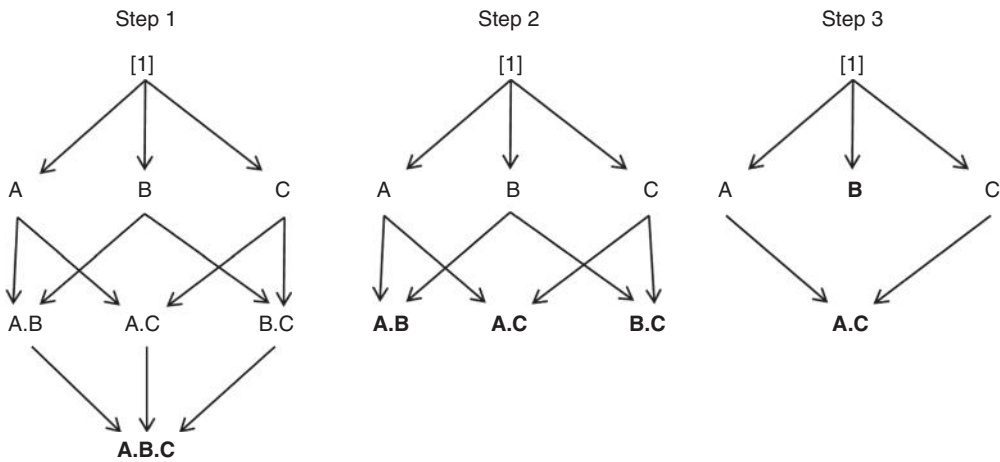 Step 1
[1]
A B C
A.B A.C B.C
A.B.C
Step 2
[1]
A B C
A.B A.C B.C
Step 3
[1]
A B C
A.C